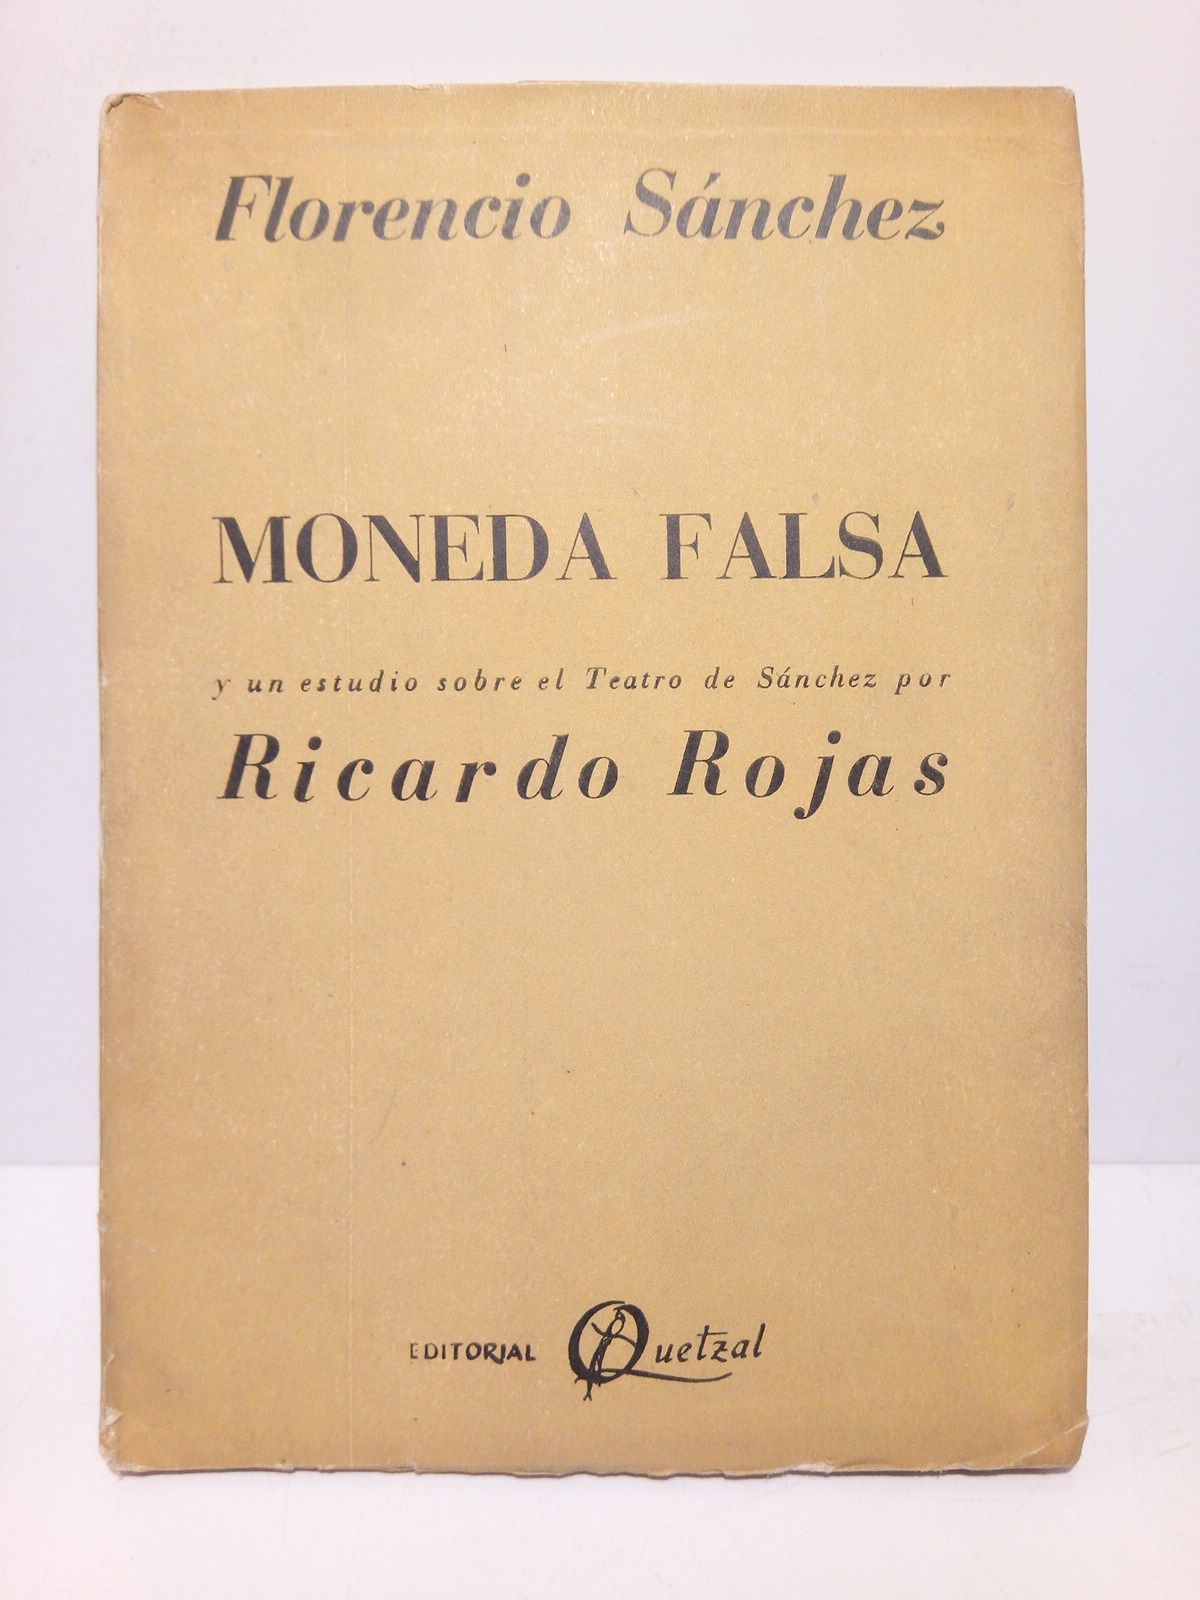 Florencio Sánchez
MONEDA FALSA
y un estudio sobre el Teatro de Sánchez por
Ricardo Rojas
EDITORIAL Quetzal